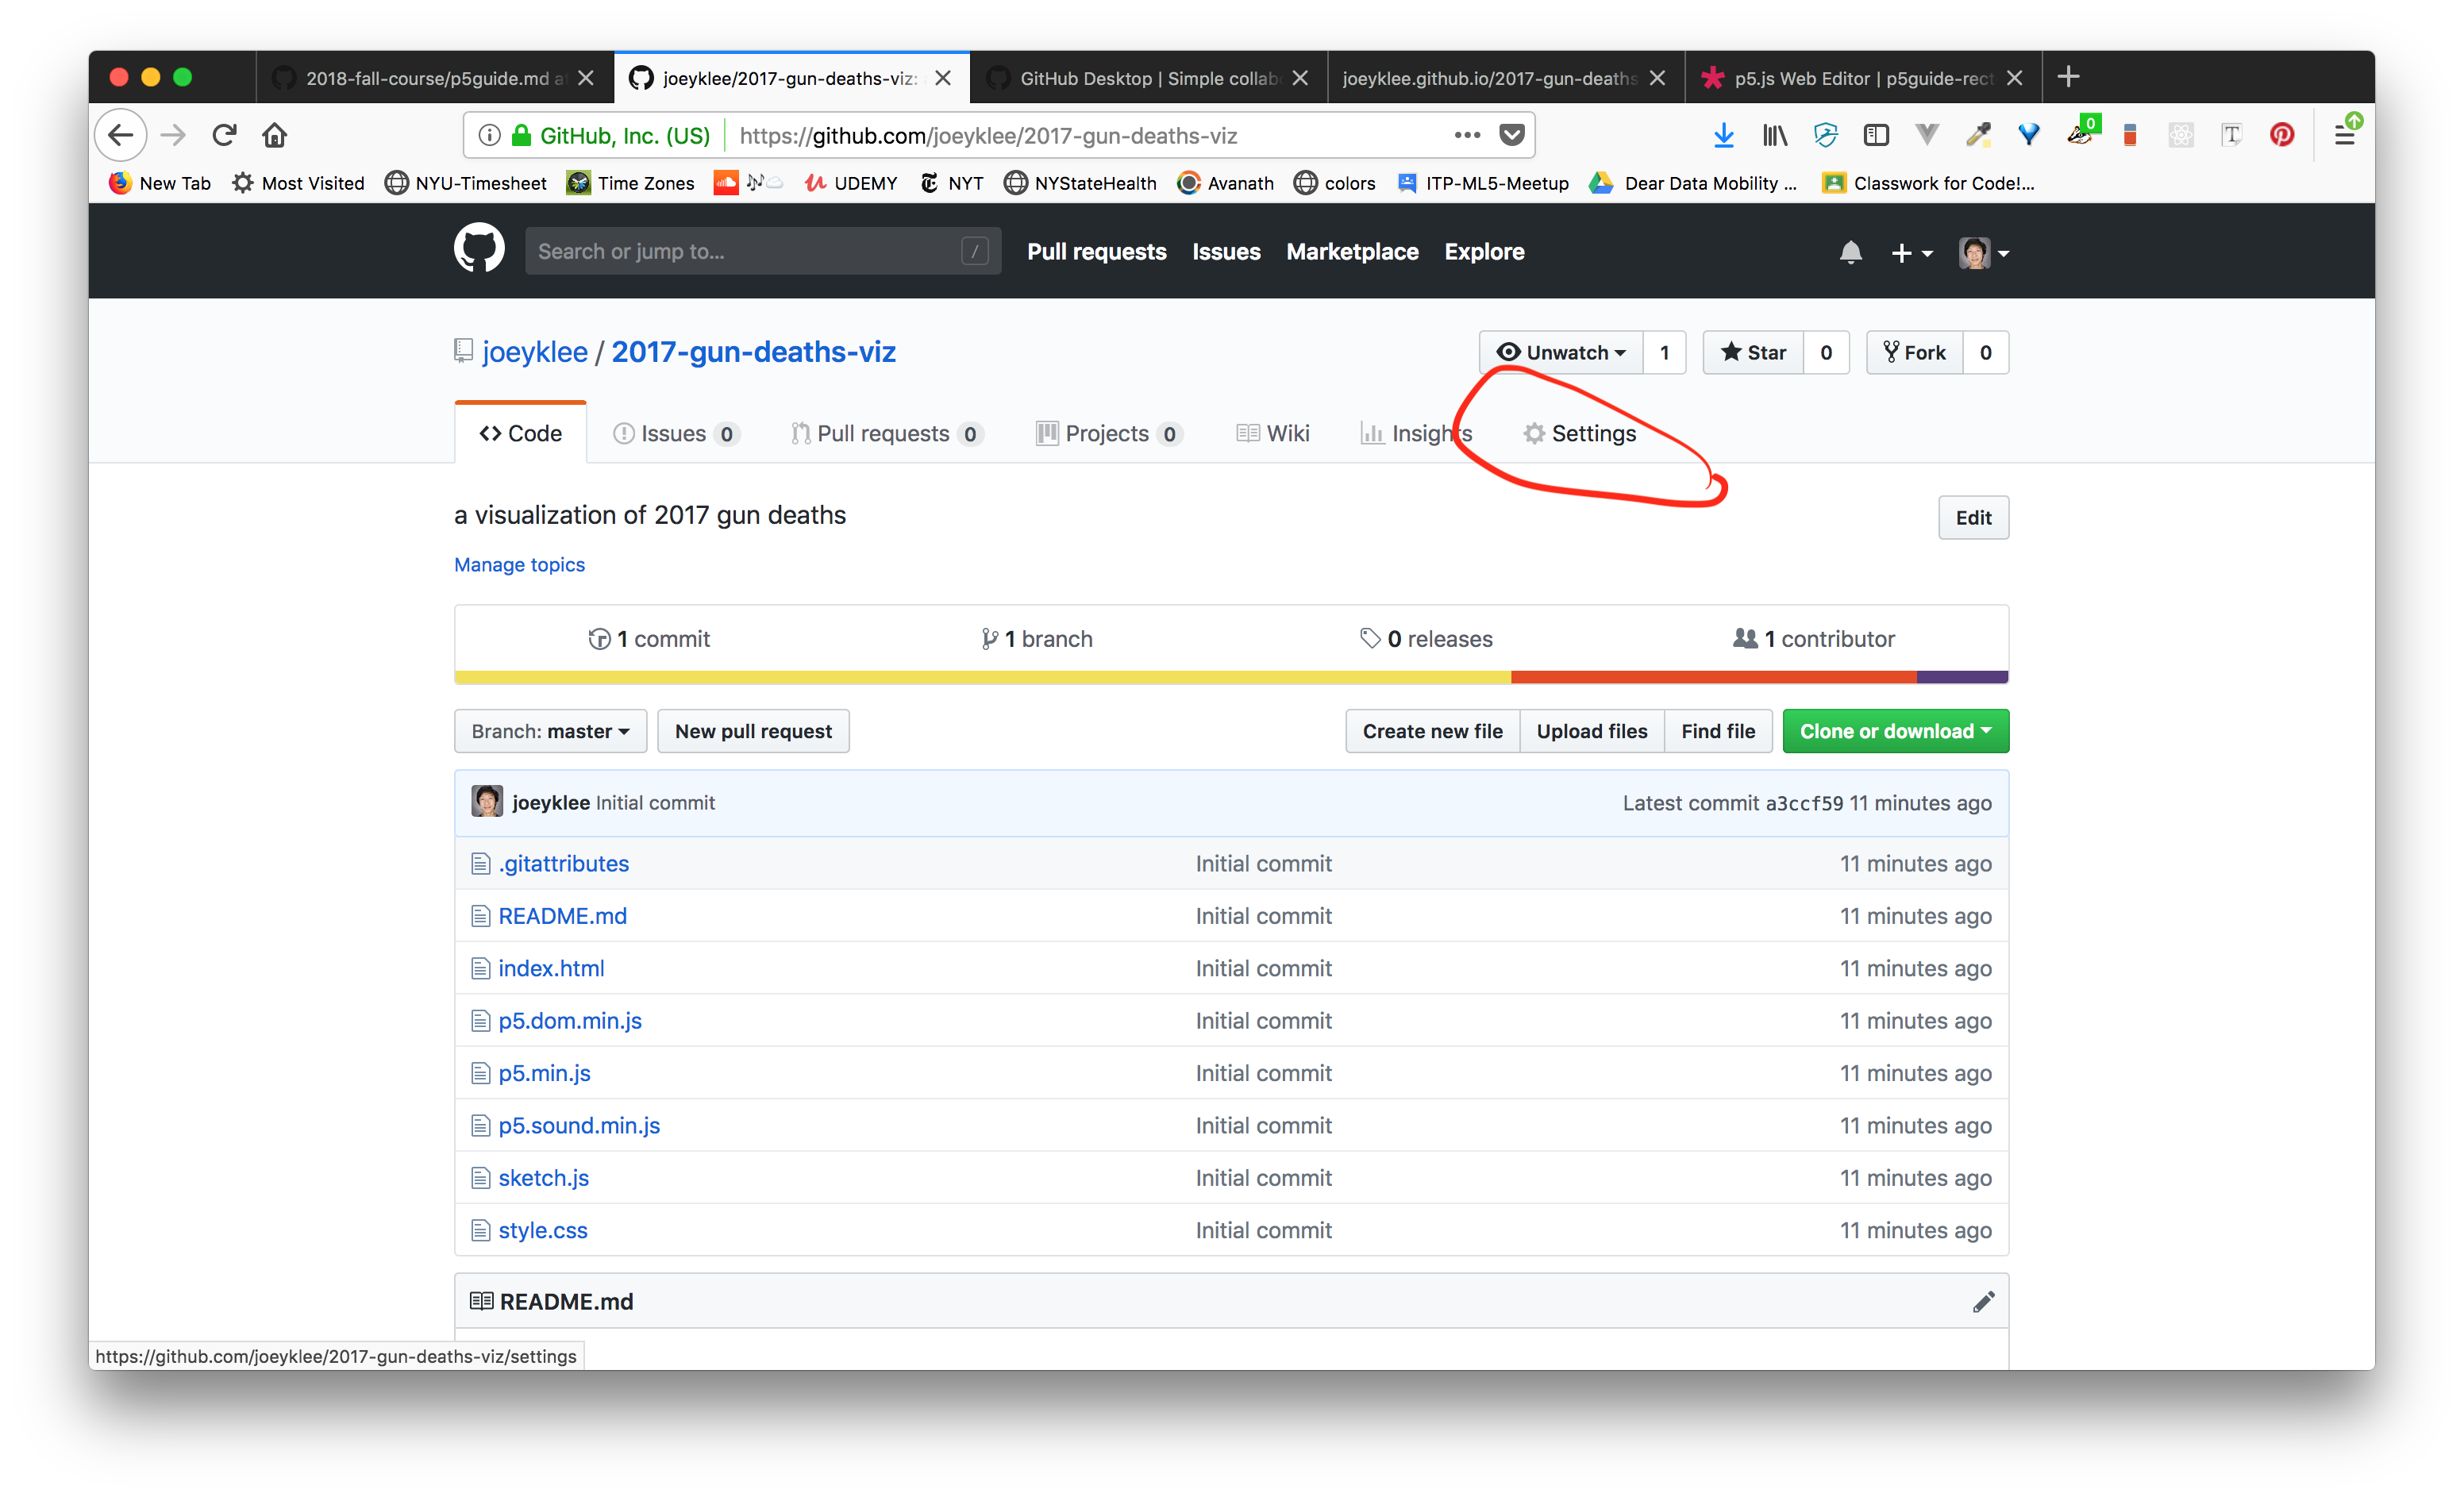 2018-fall-course/p5guide.md at
joeyklee/2017-gun-deaths-viz:
GitHub Desktop | Simple collabo
joeyklee.github.io/2017-gun-deaths
p5.js Web Editor | p5guide-rect
GitHub, Inc. (US)
https://github.com/joeyklee/2017-gun-deaths-viz
0
T
New Tab
Most Visited
NYU-Timesheet
Time Zones
UDEMY
NYT
NYStateHealth
Avanath
colors
ITP-ML5-Meetup
Dear Data Mobility ...
Classwork for Code!...
Search or jump to...
/
Pull requests
Issues
Marketplace
Explore
joeyklee / 2017-gun-deaths-viz
Unwatch 1
Star 0
Fork 0
Code
Issues 0
Pull requests 0
Projects 0
Wiki
Insights
Settings
a visualization of 2017 gun deaths
Edit
Manage topics
1 commit
1 branch
0 releases
1 contributor
Branch: master
New pull request
Create new file
Upload files
Find file
Clone or download
joeyklee Initial commit
Latest commit a3ccf59 11 minutes ago
.gitattributes Initial commit 11 minutes ago
README.md Initial commit 11 minutes ago
index.html Initial commit 11 minutes ago
p5.dom.min.js Initial commit 11 minutes ago
p5.min.js Initial commit 11 minutes ago
p5.sound.min.js Initial commit 11 minutes ago
sketch.js Initial commit 11 minutes ago
style.css Initial commit 11 minutes ago
README.md
https://github.com/joeyklee/2017-gun-deaths-viz/settings